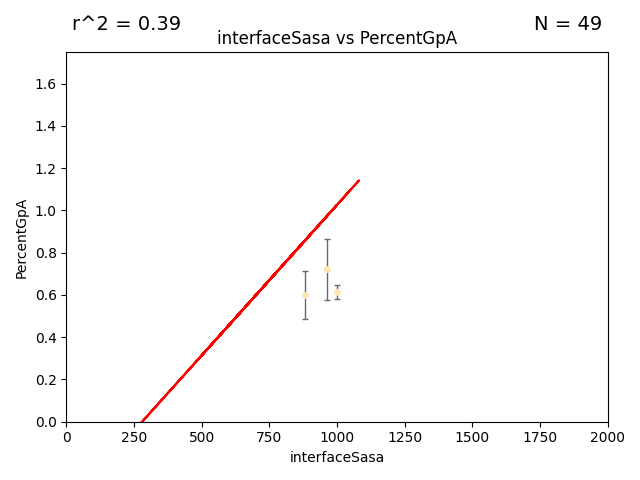 r^2 = 0.39
N = 49
interfaceSasa vs PercentGpA
PercentGpA
1.6
1.4
1.2
1.0
0.8
0.6
0.4
0.2
0.0
0 250 500 750 1000 1250 1500 1750 2000
interfaceSasa